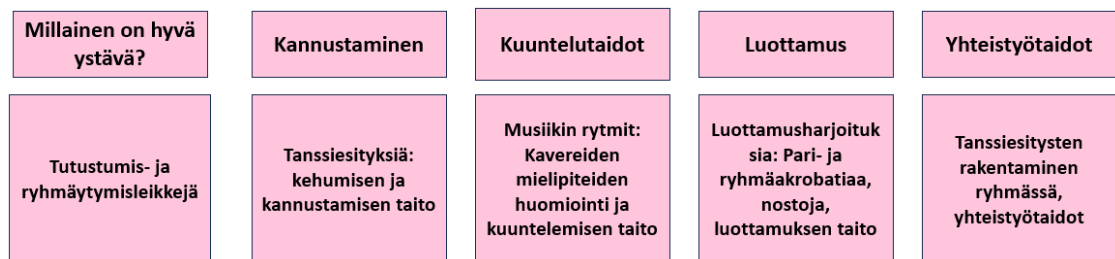 Millainen on hyvä
ystävä?
Kannustaminen
Kuuntelutaidot
Luottamus
Yhteistyötaidot
Tutustumis- ja
ryhmäytymisleikkejä
Tanssiesityksiä:
kehumisen ja
kannustamisen taito
Musiikin rytmit:
Kavereiden
mielipiteiden
huomiointi ja
kuuntelemisen taito
Luottamusharjoituk
sia: Pari- ja
ryhmäakrobatiaa,
nostoja,
luottamuksen taito
Tanssiesitysten
rakentaminen
ryhmässä,
yhteistyötaidot